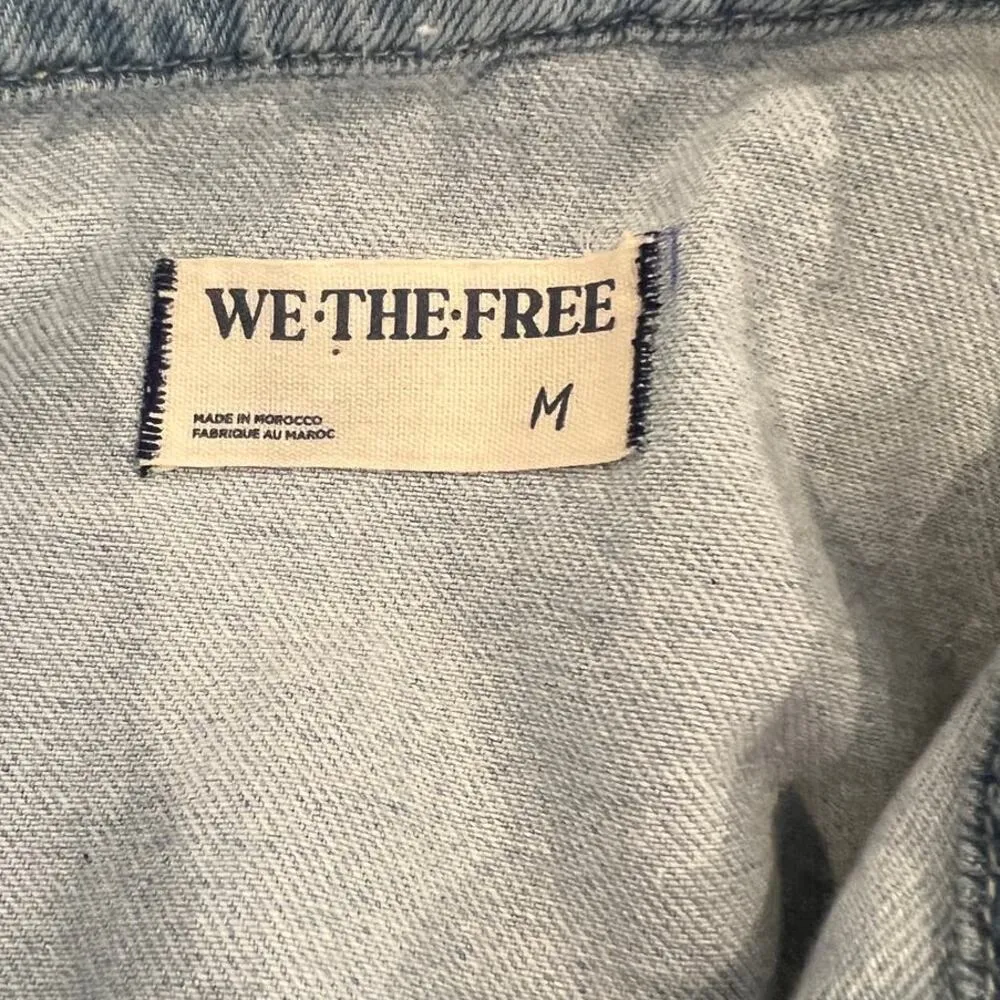 WE·THE·FREE
M
MADE IN MOROCCO
FABRIQUE AU MAROC